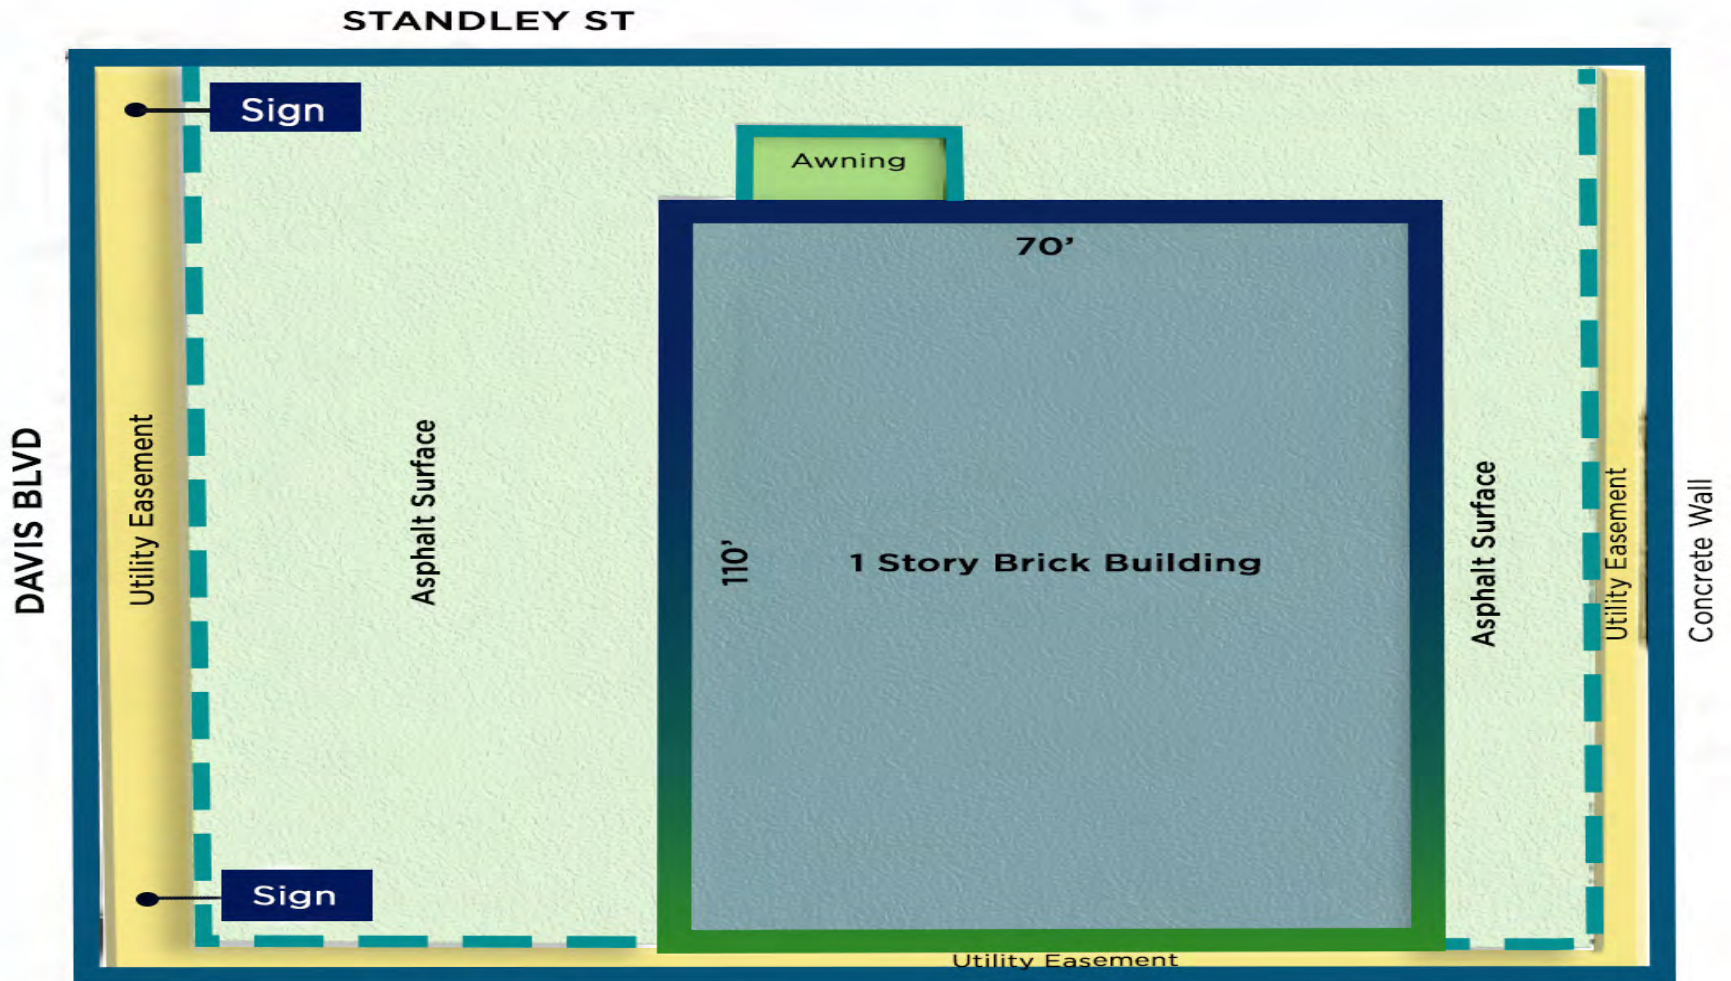 STANDLEY ST
Sign
Awning
70’
DAVIS BLVD
Utility Easement
Asphalt Surface
110’
1 Story Brick Building
Asphalt Surface
Utility Easement
Concrete Wall
Sign
Utility Easement